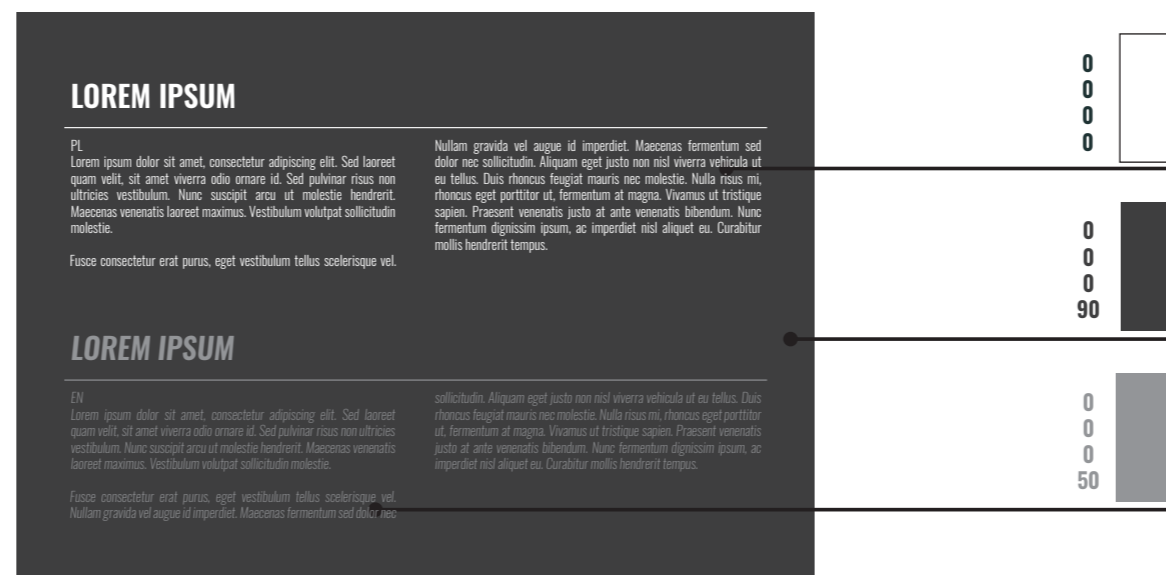 LOREM IPSUM
PL
Lorem ipsum dolor sit amet, consectetur adipiscing elit. Sed laoreet
quam velit, sit amet viverra odio ornare id. Sed pulvinar risus non
ultricies vestibulum. Nunc suscipit arcu ut molestie hendrerit.
Maecenas venenatis laoreet maximus. Vestibulum volutpat sollicitudin
molestie.
Fusce consectetur erat purus, eget vestibulum tellus scelerisque vel.
Nullam gravida vel augue id imperdiet. Maecenas fermentum sed
dolor nec sollicitudin. Aliquam eget justo non nisl viverra vehicula ut
eu tellus. Duis rhoncus feugiat mauris nec molestie. Nulla risus mi,
rhoncus eget porttitor ut, fermentum at magna. Vivamus ut tristique
sapien. Praesent venenatis justo at ante venenatis bibendum. Nunc
fermentum dignissim ipsum, ac imperdiet nisl aliquet eu. Curabitur
mollis hendrerit tempus.
LOREM IPSUM
EN
Lorem ipsum dolor sit amet, consectetur adipiscing elit. Sed laoreet
quam velit, sit amet viverra odio ornare id. Sed pulvinar risus non ultricies
vestibulum. Nunc suscipit arcu ut molestie hendrerit. Maecenas venenatis
laoreet maximus. Vestibulum volutpat sollicitudin molestie.
Fusce consectetur erat purus, eget vestibulum tellus scelerisque vel.
Nullam gravida vel augue id imperdiet. Maecenas fermentum sed dolor nec
sollicitudin. Aliquam eget justo non nisl viverra vehicula ut eu tellus. Duis
rhoncus feugiat mauris nec molestie. Nulla risus mi, rhoncus eget porttitor
ut, fermentum at magna. Vivamus ut tristique sapien. Praesent venenatis
justo at ante venenatis bibendum. Nunc fermentum dignissim ipsum, ac
imperdiet nisl aliquet eu. Curabitur mollis hendrerit tempus.
0
0
0
0
0
0
0
90
0
0
0
50